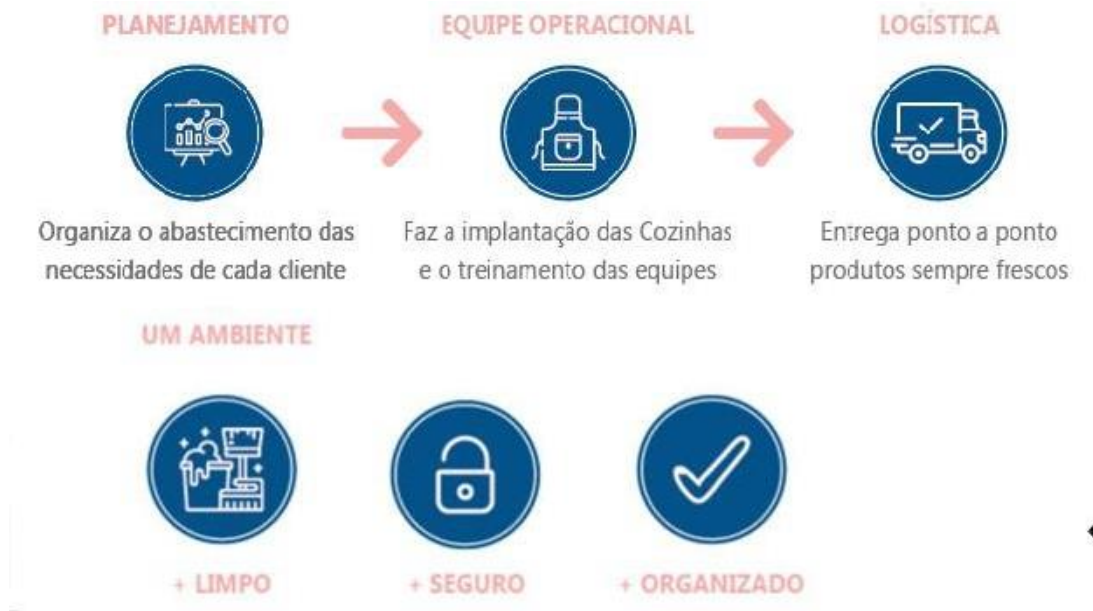 PLANEJAMENTO
EQUIPE OPERACIONAL
LOGÍSTICA
Organiza o abastecimento das
necessidades de cada cliente
Faz a implantação das Cozinhas
e o treinamento das equipes
Entrega ponto a ponto
produtos sempre frescos
UM AMBIENTE
+ LIMPO
+ SEGURO
+ ORGANIZADO